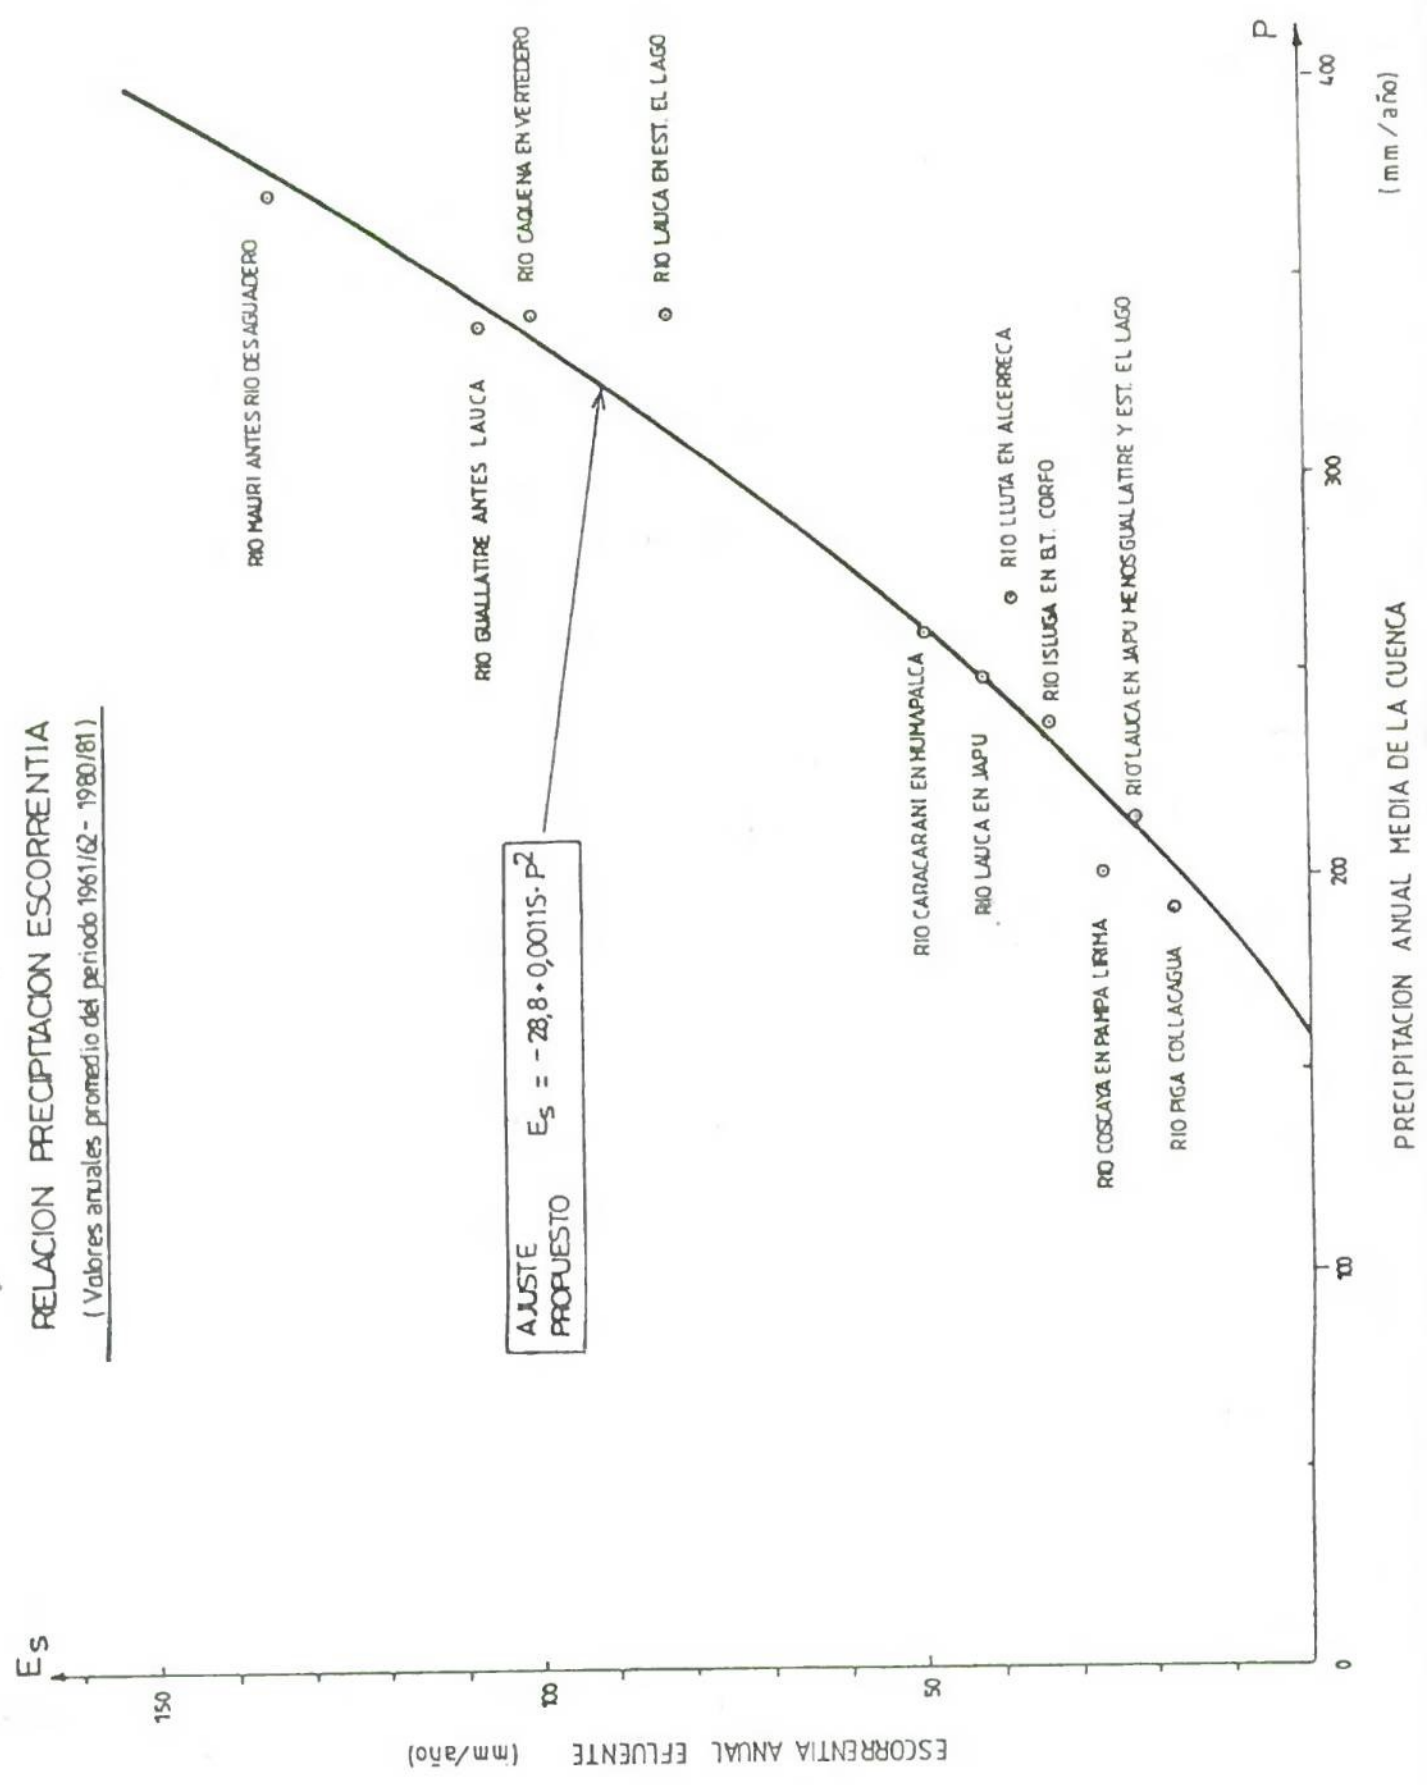 RELACION PRECIPITACION ESCORRENTIA
(Valores anuales promedio del periodo 1961/62 - 1980/81)
Es
150
100
50
ESCORRENTIA ANUAL EFLUENTE (mm/año)
AJUSTE
PROPUESTO
Es = -28,8+0,00115·P²
RIO MAURI ANTES RIO DESAGUADERO
RIO GUALLATIRE ANTES LAUCA
RIO CAQUENA EN VERTEDERO
RIO LAUCA EN EST. EL LAGO
RIO CARACARANI EN HUMAPALCA
RIO LAUCA EN JAPU
RIO LLUTA EN ALCERRECA
RIO ISLUGA EN BT. CORFO
RIO LAUCA EN JAPU MENOS GUALLATIRE Y EST. EL LAGO
RIO COSCAYA EN PAMPA LIRIMA
RIO PIGA COLLACAGUA
0
100
200
300
400
P
(mm/año)
PRECIPITACION ANUAL MEDIA DE LA CUENCA